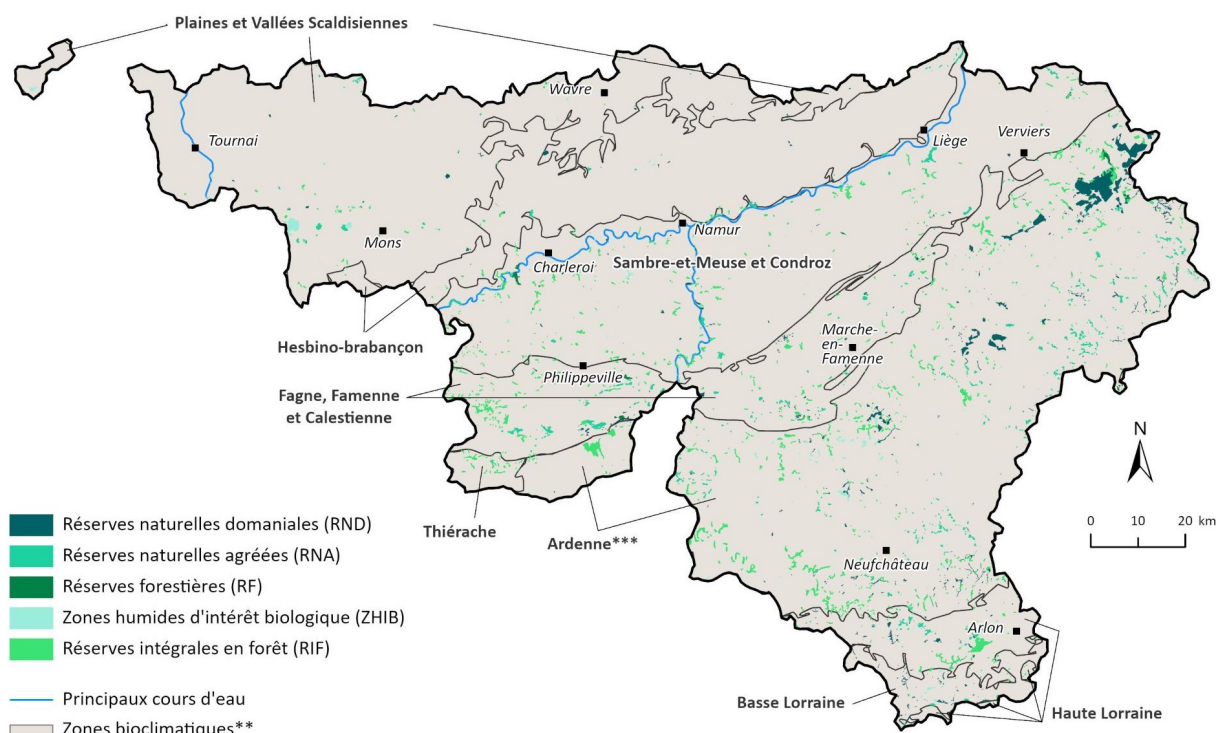 Plaines et Vallées Scaldisiennes
Wavre
Tournai
Liège
Verviers
Mons
Namur
Charleroi
Sambre-et-Meuse et Condroz
Hesbino-brabançon
Marche-
en-
Famenne
Philippeville
Fagne, Famenne
et Calestienne
N
Thiérache
Ardenne***
0 10 20 km
Neufchâteau
Arlon
Basse Lorraine
Haute Lorraine
Réserves naturelles domaniales (RND)
Réserves naturelles agréées (RNA)
Réserves forestières (RF)
Zones humides d'intérêt biologique (ZHIB)
Réserves intégrales en forêt (RIF)
Principaux cours d'eau
Zones bioclimatiques**